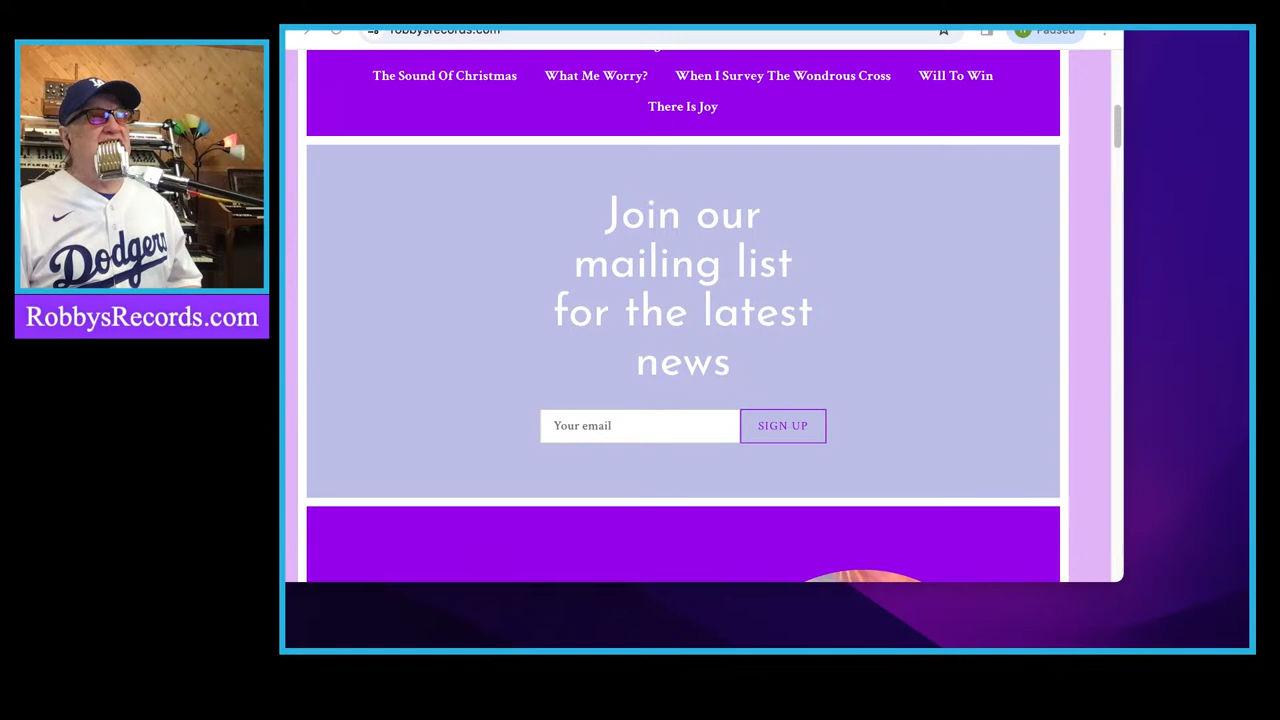 robbysrecords.com
Paused
The Sound Of Christmas What Me Worry? When I Survey The Wondrous Cross Will To Win
There Is Joy
Join our
mailing list
for the latest
news
Your email
SIGN UP
Dodgers
RobbysRecords.com